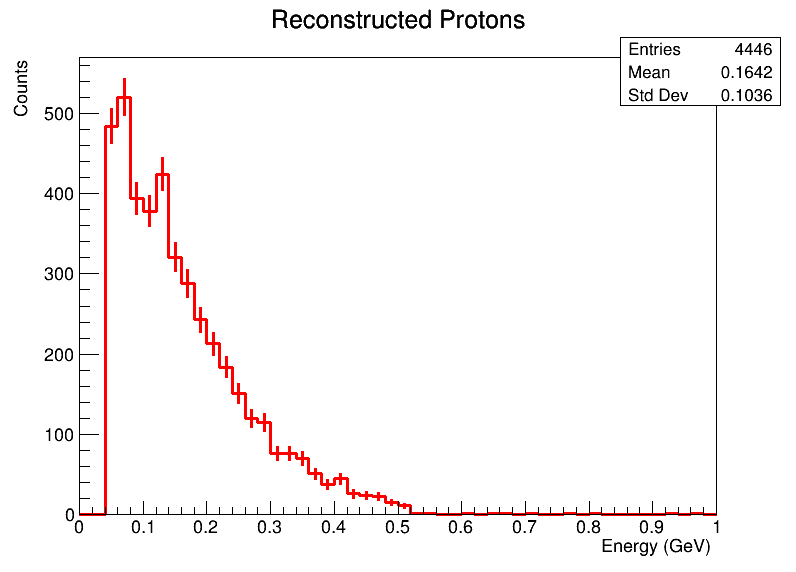 Reconstructed Protons
Entries 4446
Mean 0.1642
Std Dev 0.1036
Counts
500
400
300
200
100
0
0 0.1 0.2 0.3 0.4 0.5 0.6 0.7 0.8 0.9 1
Energy (GeV)